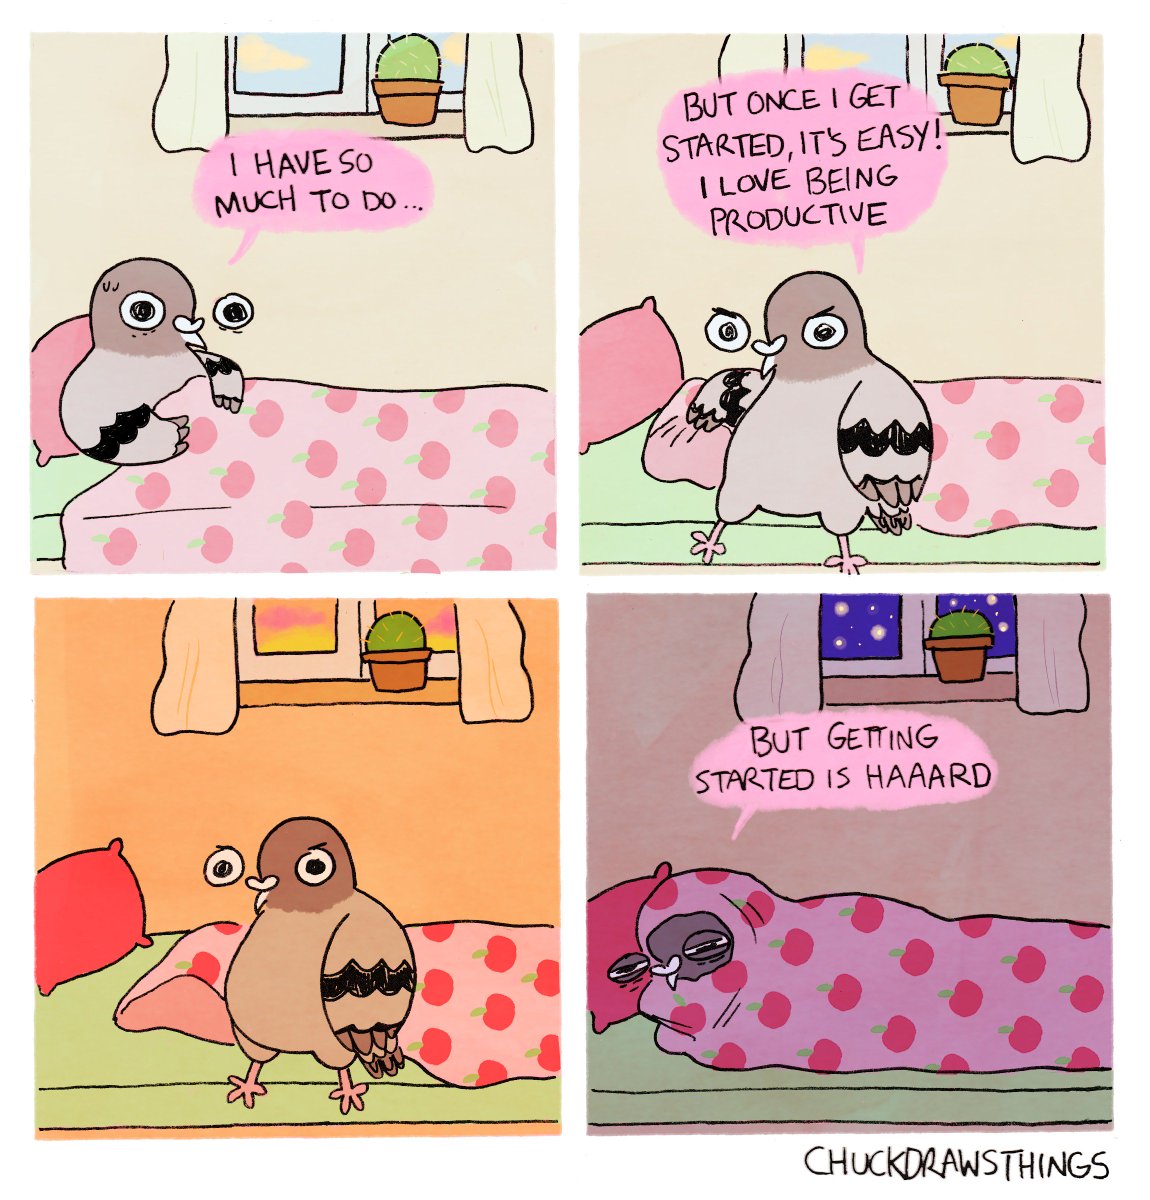 I HAVE SO
MUCH TO DO...
BUT ONCE I GET
STARTED, IT'S EASY!
I LOVE BEING
PRODUCTIVE
BUT GETTING
STARTED IS HAAARD
CHUCKDRAWSTHINGS